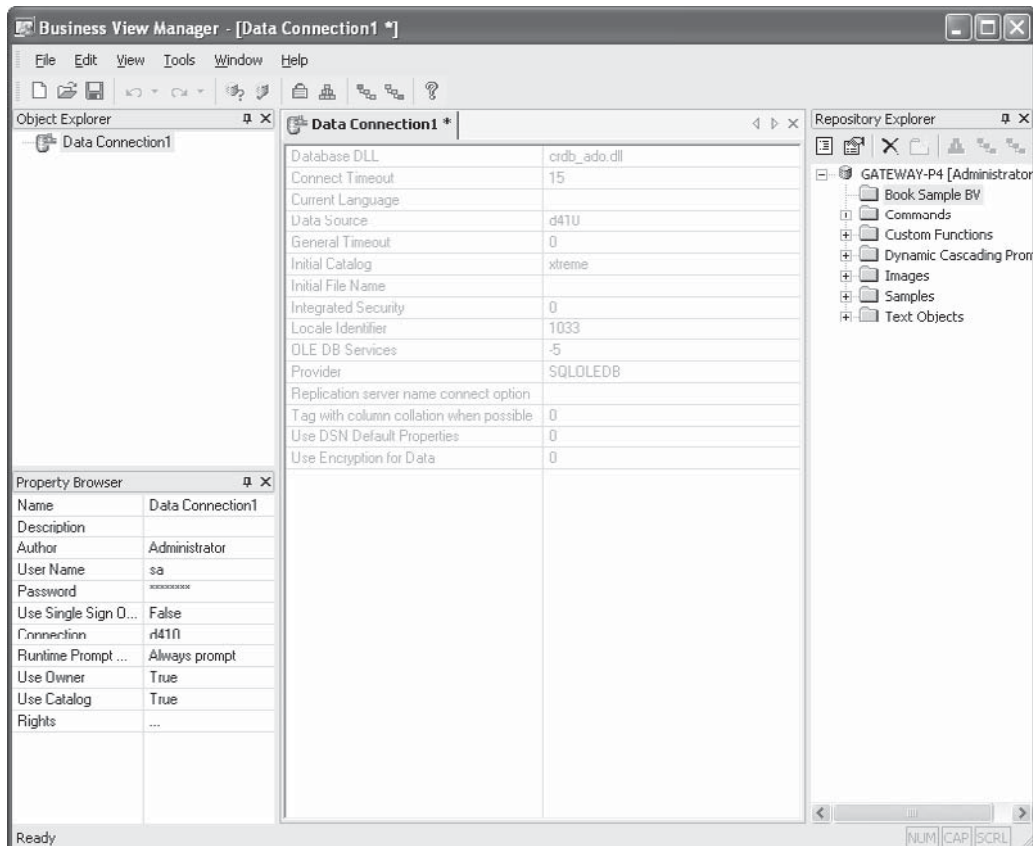 Business View Manager - [Data Connection1 *]
File Edit View Tools Window Help
Object Explorer
Data Connection1
Property Browser
Name Data Connection1
Description
Author Administrator
User Name sa
Password ********
Use Single Sign O... False
Connection d410
Runtime Prompt ... Always prompt
Use Owner True
Use Catalog True
Rights ...
Data Connection1 *
Database DLL crdb_ado.dll
Connect Timeout 15
Current Language
Data Source d410
General Timeout 0
Initial Catalog xtreme
Initial File Name
Integrated Security 0
Locale Identifier 1033
OLE DB Services -5
Provider SQLOLEDB
Replication server name connect option
Tag with column collation when possible 0
Use DSN Default Properties 0
Use Encryption for Data 0
Repository Explorer
GATEWAY-P4 [Administrator
Book Sample BV
Commands
Custom Functions
Dynamic Cascading Pron
Images
Samples
Text Objects
Ready
NUM CAP SCRL